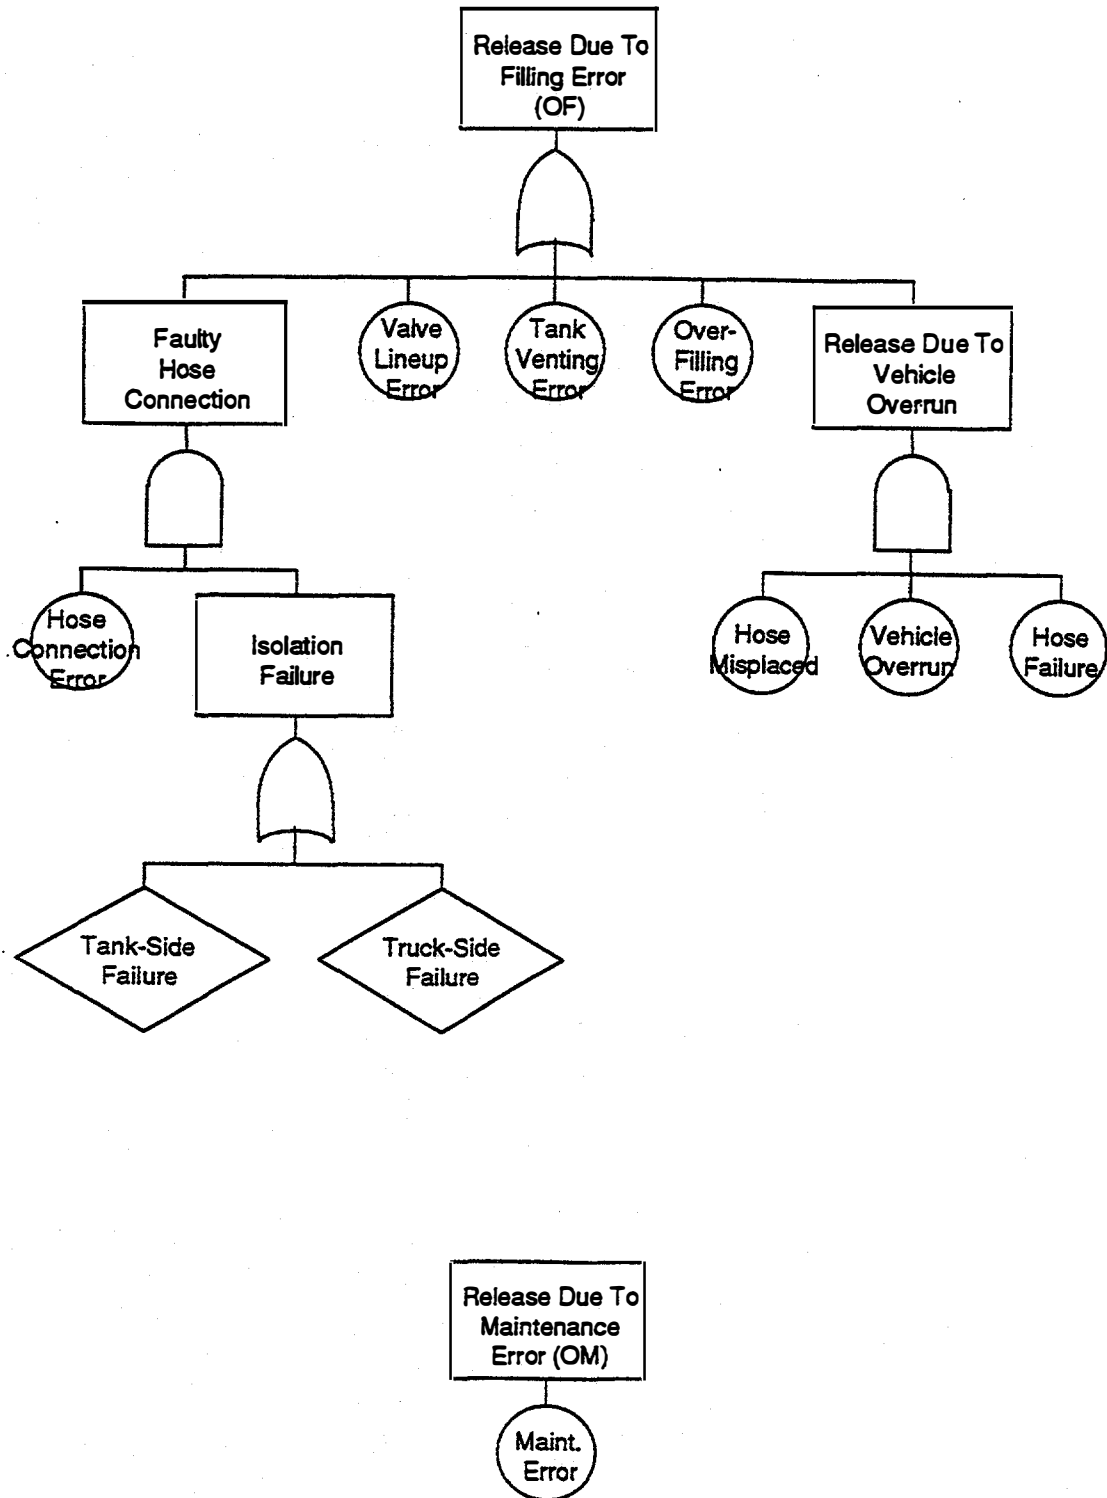 Release Due To
Filling Error
(OF)
Faulty
Hose
Connection
Valve
Lineup
Error
Tank
Venting
Error
Over-
Filling
Error
Release Due To
Vehicle
Overrun
Hose
Connection
Error
Isolation
Failure
Hose
Misplaced
Vehicle
Overrun
Hose
Failure
Tank-Side
Failure
Truck-Side
Failure
Release Due To
Maintenance
Error (OM)
Maint.
Error